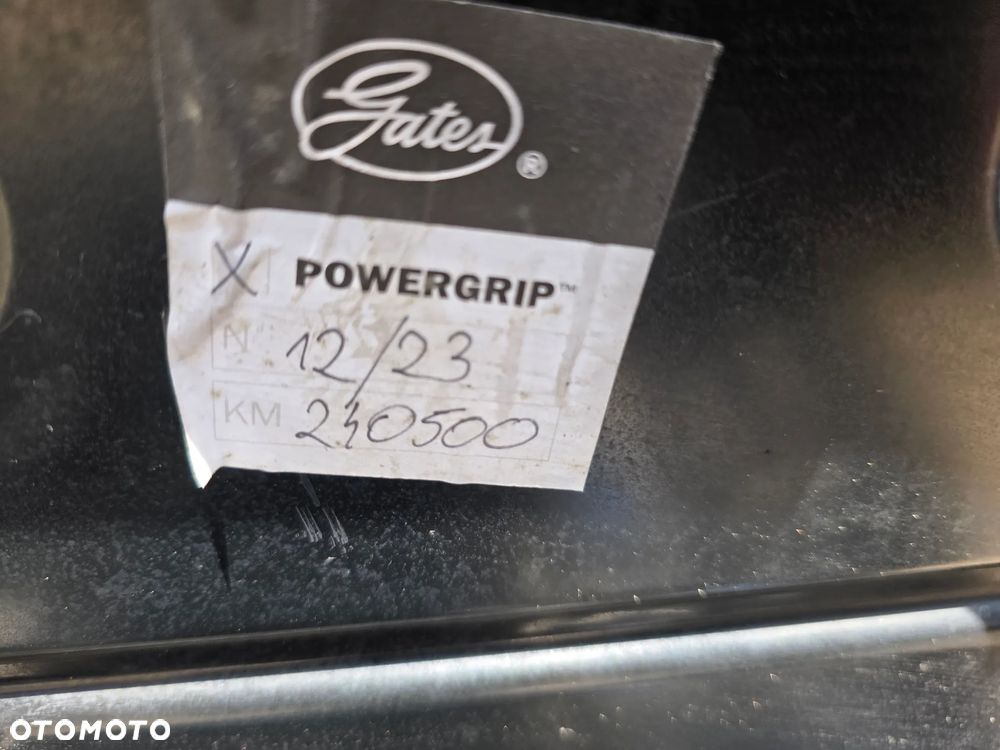 Gates®
X POWERGRIP™
N 12/23
KM 240500
OTOMOTO